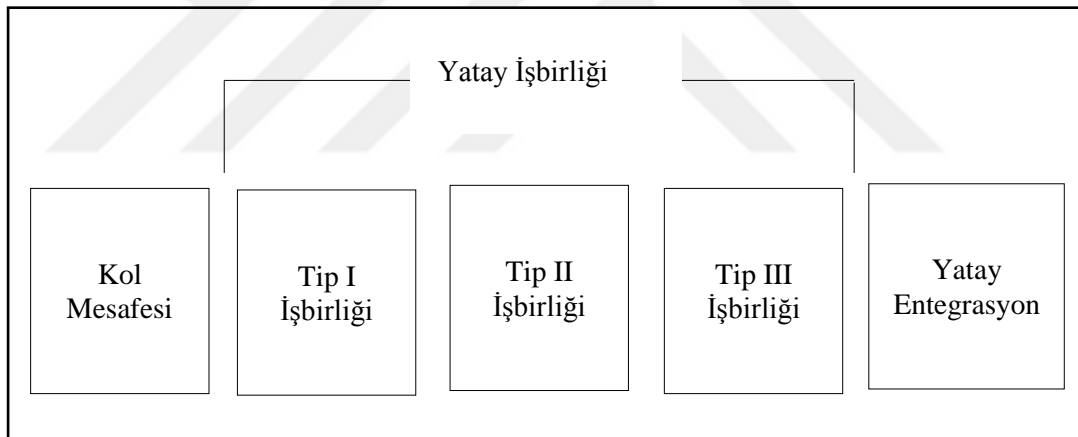 Yatay İşbirliği
Kol
Mesafesi
Tip I
İşbirliği
Tip II
İşbirliği
Tip III
İşbirliği
Yatay
Entegrasyon